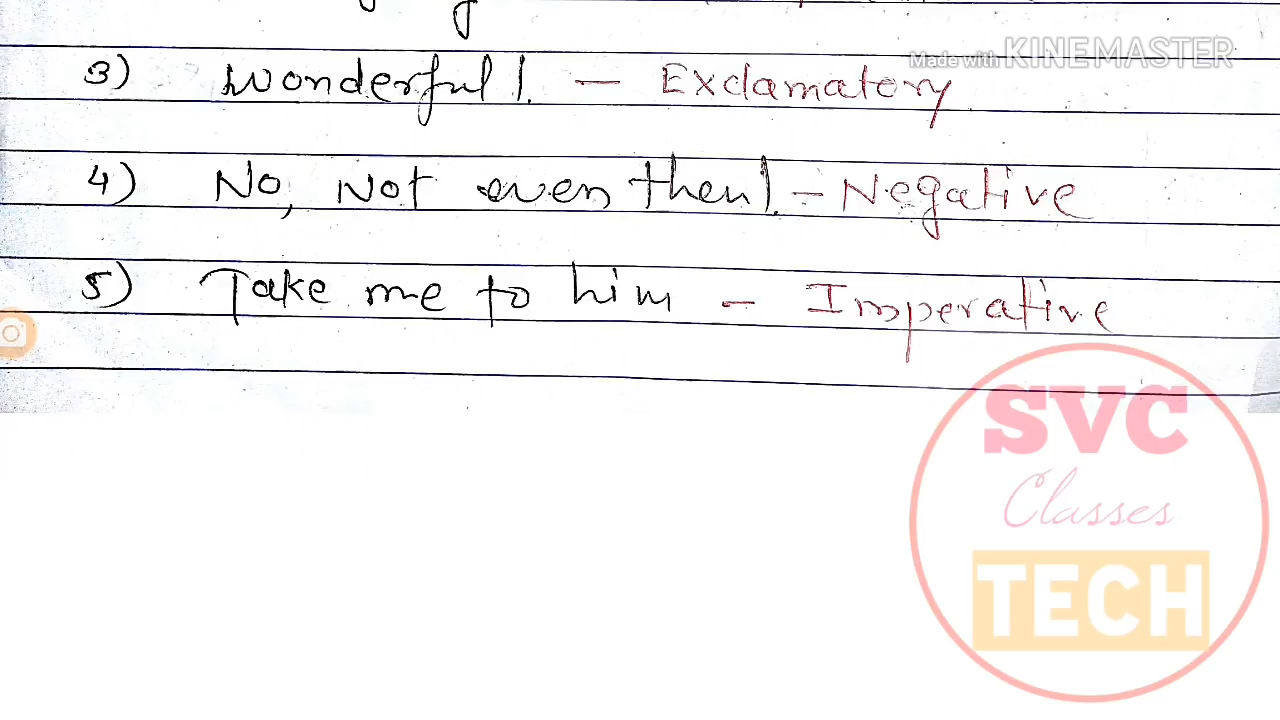 Made with KINEMASTER
3) Wonderful! - Exclamatory
4) No, Not even then! - Negative
5) Take me to him - Imperative
SVC
Classes
TECH